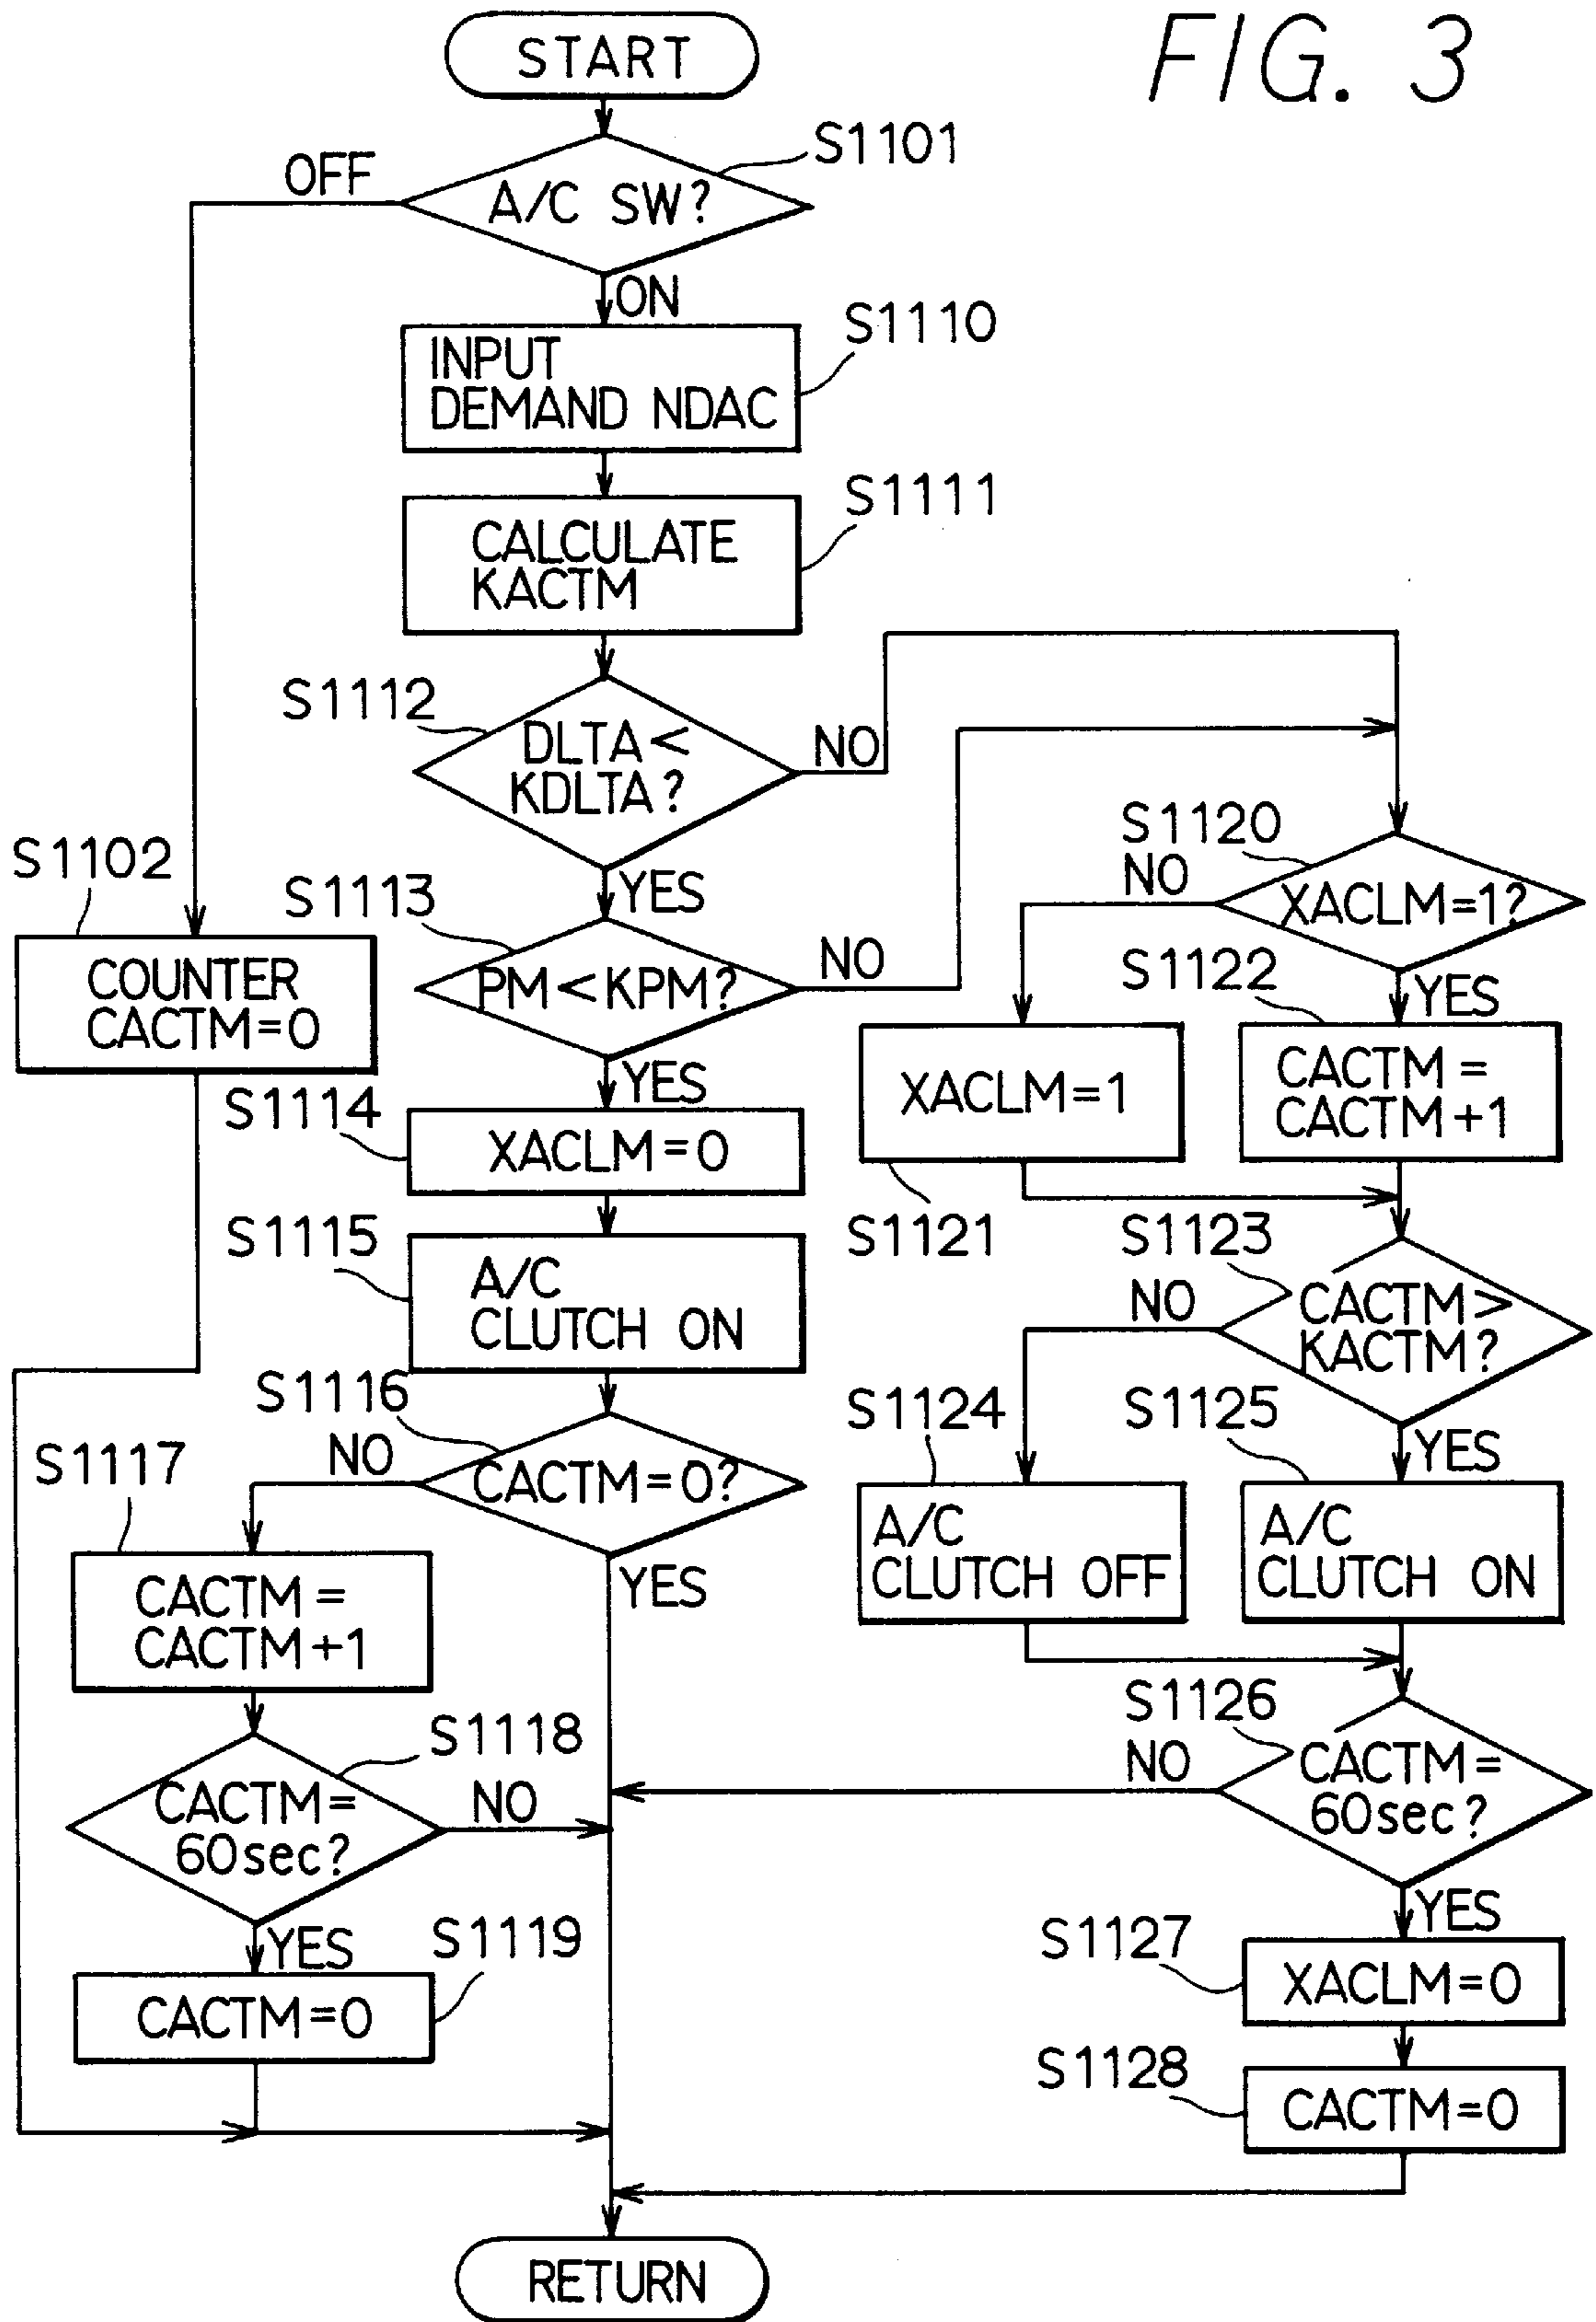 FIG. 3
START
S1101
OFF
A/C SW?
ON
S1110
INPUT
DEMAND NDAC
S1111
CALCULATE
KACTM
S1112
DLTA<
KDLTA?
NO
YES
S1102
COUNTER
CACTM=0
S1113
PM<KPM?
NO
YES
S1114
XACLM=0
S1115
A/C
CLUTCH ON
S1116
CACTM=0?
NO
YES
S1117
CACTM=
CACTM+1
S1118
CACTM=
60sec?
NO
YES
S1119
CACTM=0
S1120
NO
XACLM=1?
YES
XACLM=1
S1121
S1122
CACTM=
CACTM+1
S1123
NO
CACTM>
KACTM?
YES
S1124
A/C
CLUTCH OFF
S1125
A/C
CLUTCH ON
S1126
NO
CACTM=
60sec?
YES
S1127
XACLM=0
S1128
CACTM=0
RETURN